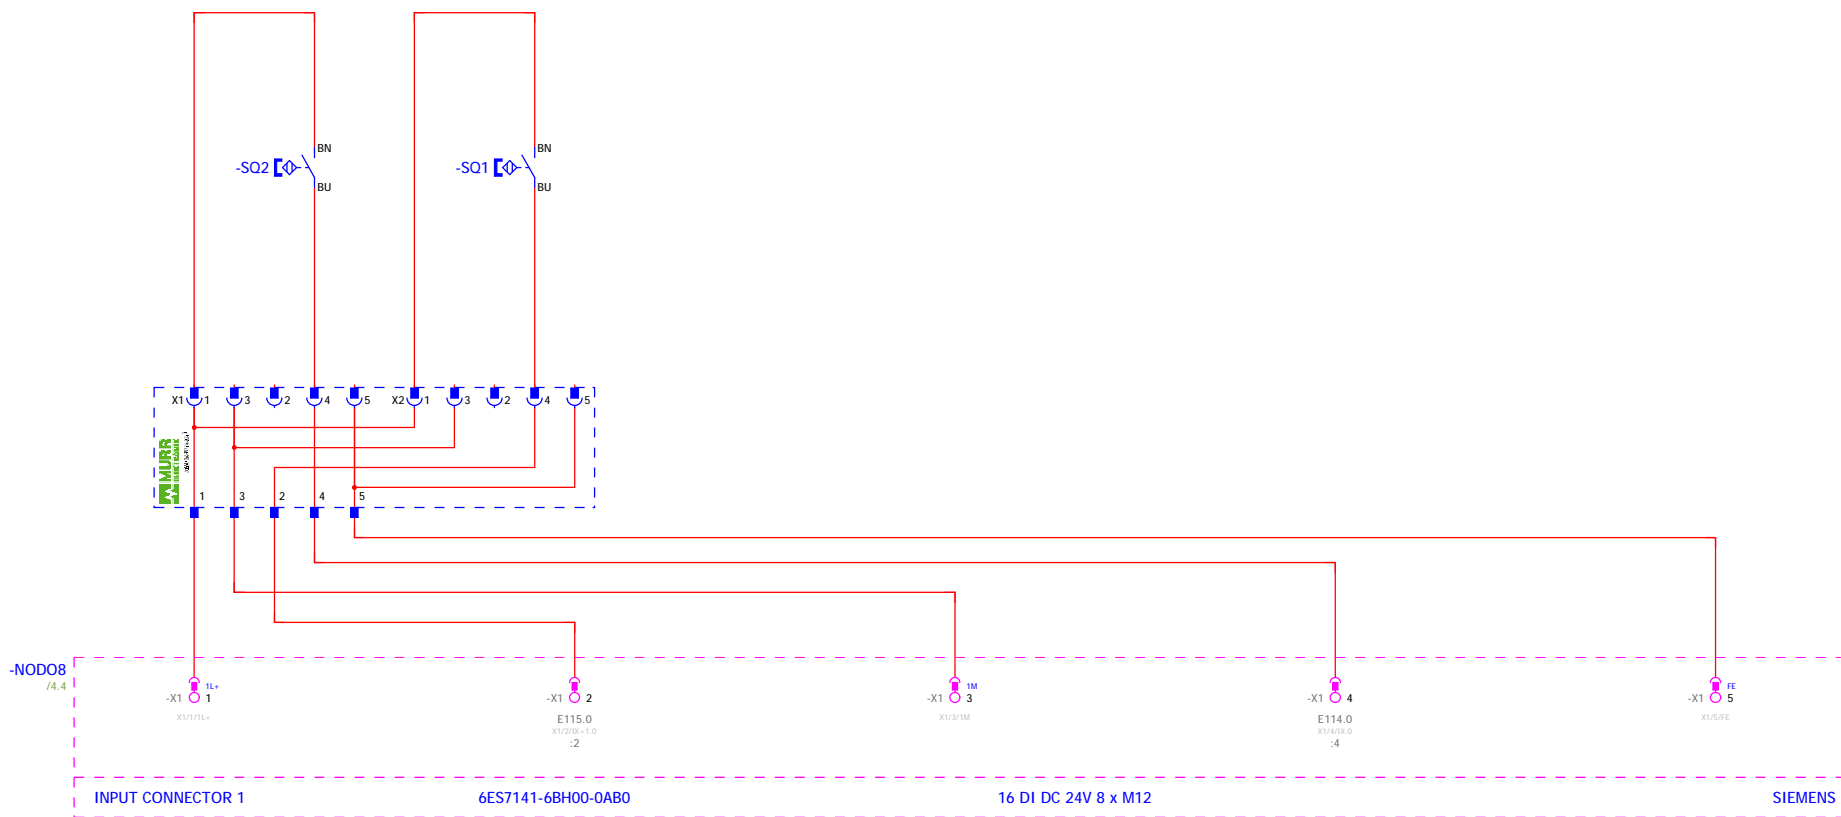 BN
BN
-SQ2
-SQ1
BU
BU
X1 1 3 2 4 5 X2 1 3 2 4 5
MURR
ELEKTRONIK
1 3 2 4 5
-NODO8
/4.4
1L+ 1M FE
-X1 1 -X1 2 -X1 3 -X1 4 -X1 5
X1/1/1L+ E115.0 X1/3/1M E114.0 X1/5/FE
X1/2/IX+1.0 X1/4/IX.0
:2 :4
INPUT CONNECTOR 1 6ES7141-6BH00-0AB0 16 DI DC 24V 8 x M12 SIEMENS